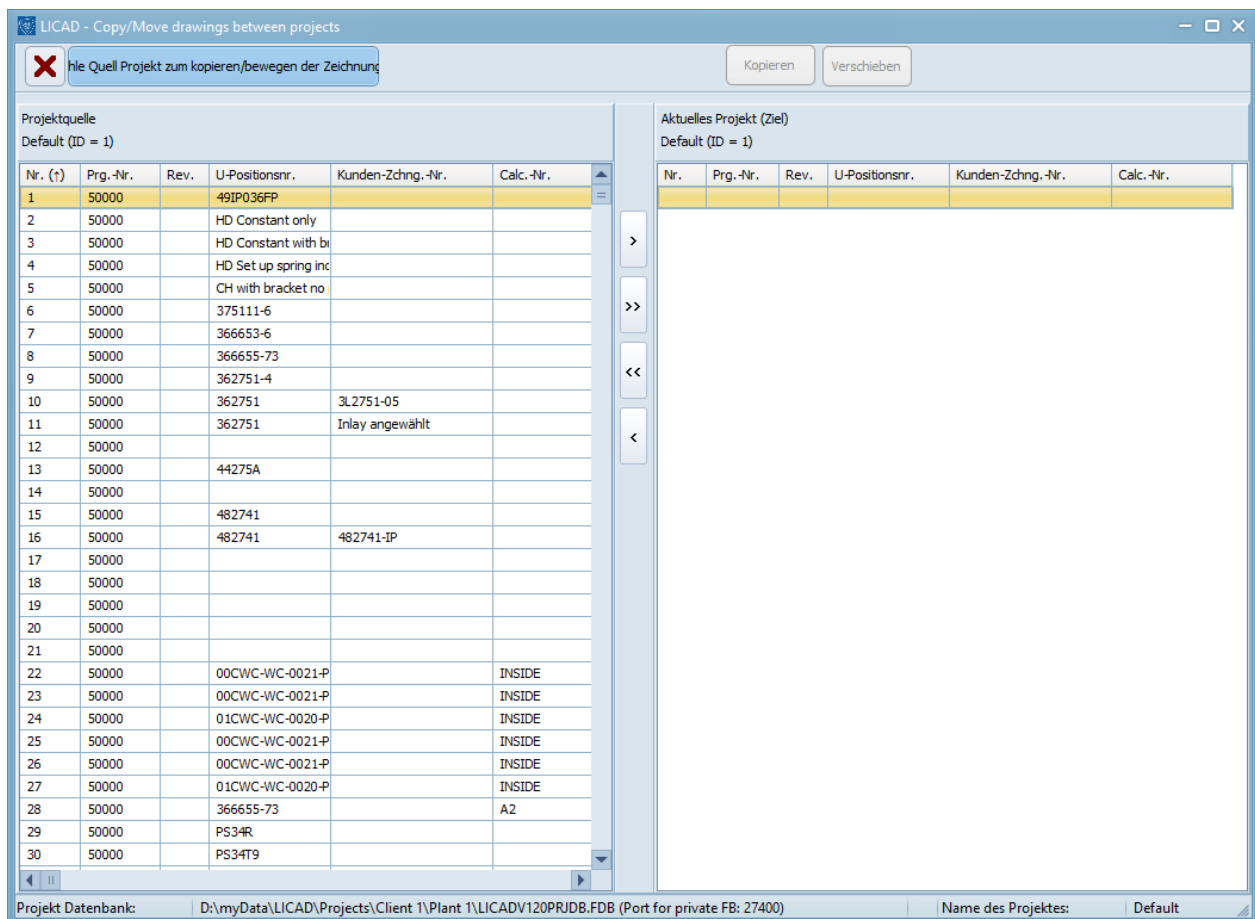 LICAD - Copy/Move drawings between projects
hle Quell Projekt zum kopieren/bewegen der Zeichnung
Kopieren
Verschieben
Projektquelle
Default (ID = 1)
Nr. (↑) Prg.-Nr. Rev. U-Positionsnr. Kunden-Zchng.-Nr. Calc.-Nr.
1 50000 49IP036FP
2 50000 HD Constant only
3 50000 HD Constant with br
4 50000 HD Set up spring inc
5 50000 CH with bracket no
6 50000 375111-6
7 50000 366653-6
8 50000 366655-73
9 50000 362751-4
10 50000 362751 3L2751-05
11 50000 362751 Inlay angewählt
12 50000
13 50000 44275A
14 50000
15 50000 482741
16 50000 482741 482741-IP
17 50000
18 50000
19 50000
20 50000
21 50000
22 50000 00CWC-WC-0021-P INSIDE
23 50000 00CWC-WC-0021-P INSIDE
24 50000 01CWC-WC-0020-P INSIDE
25 50000 00CWC-WC-0021-P INSIDE
26 50000 00CWC-WC-0021-P INSIDE
27 50000 01CWC-WC-0020-P INSIDE
28 50000 366655-73 A2
29 50000 PS34R
30 50000 PS34T9
>
>>
<<
<
Aktuelles Projekt (Ziel)
Default (ID = 1)
Nr. Prg.-Nr. Rev. U-Positionsnr. Kunden-Zchng.-Nr. Calc.-Nr.
Projekt Datenbank: D:\myData\LICAD\Projects\Client 1\Plant 1\LICADV120PRJDB.FDB (Port for private FB: 27400) Name des Projektes: Default